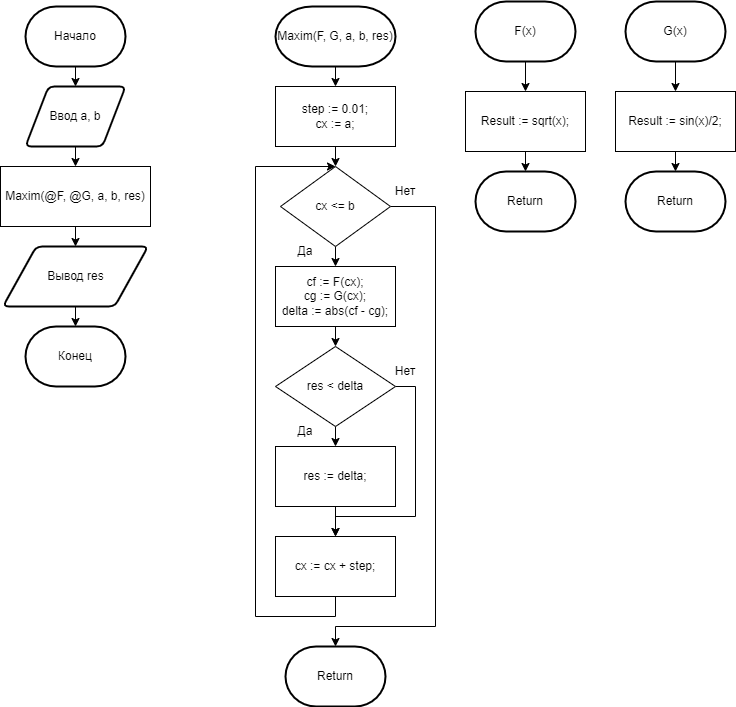 Начало
Ввод a, b
Maxim(@F, @G, a, b, res)
Вывод res
Конец
Maxim(F, G, a, b, res)
step := 0.01;
cx := a;
cx <= b
Нет
Да
cf := F(cx);
cg := G(cx);
delta := abs(cf - cg);
res < delta
Нет
Да
res := delta;
cx := cx + step;
Return
F(x)
Result := sqrt(x);
Return
G(x)
Result := sin(x)/2;
Return